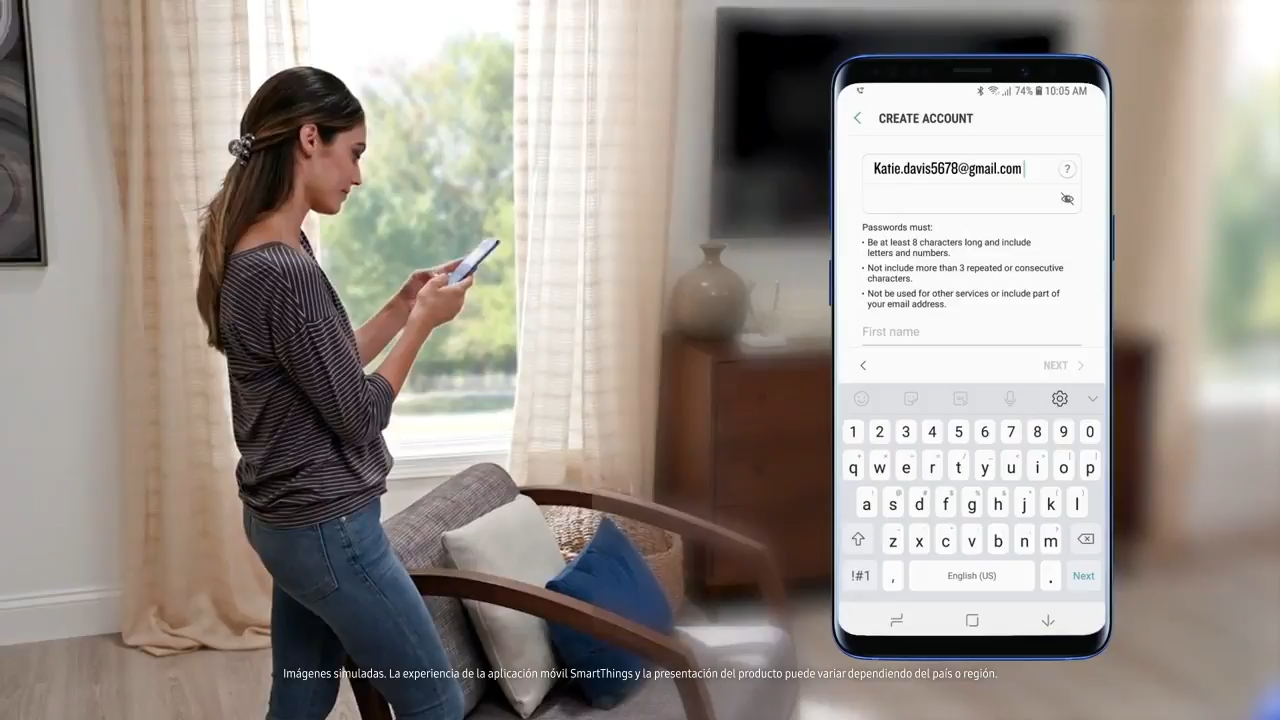 74% 10:05 AM
CREATE ACCOUNT
Katie.davis5678@gmail.com
?
Passwords must:
• Be at least 8 characters long and include
letters and numbers.
• Not include more than 3 repeated or consecutive
characters.
• Not be used for other services or include part of
your email address.
First name
NEXT
1 2 3 4 5 6 7 8 9 0
q w e r t y u i o p
a s d f g h j k l
z x c v b n m
!#1 , English (US) . Next
Imágenes simuladas. La experiencia de la aplicación móvil SmartThings y la presentación del producto puede variar dependiendo del país o región.